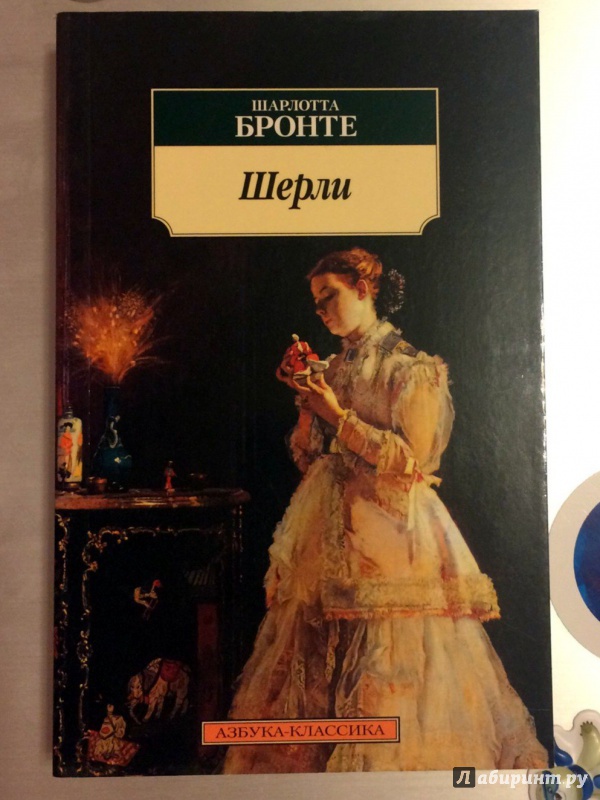 ШАРЛОТТА
БРОНТЕ
Шерли
АЗБУКА-КЛАССИКА
Лабиринт.ру